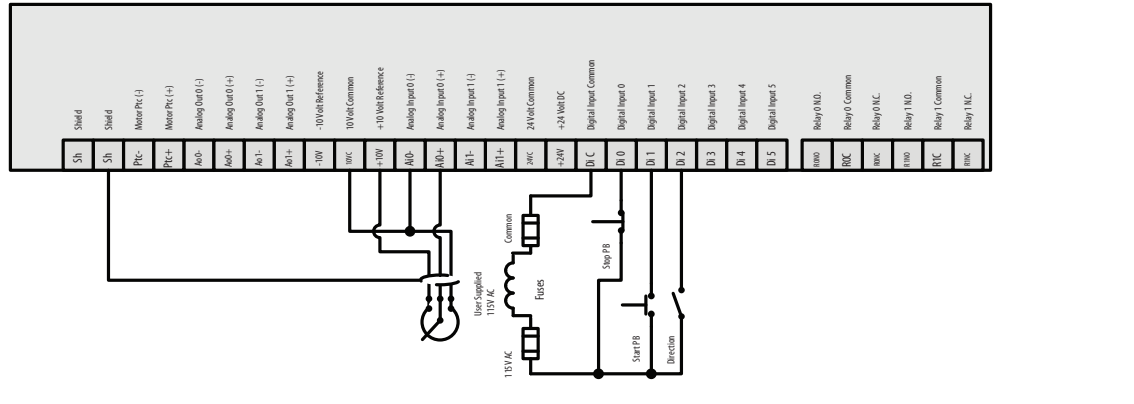 Shield
Shield
Motor Ptc (-)
Motor Ptc (+)
Analog Out 0 (-)
Analog Out 0 (+)
Analog Out 1 (-)
Analog Out 1 (+)
-10 Volt Reference
10 Volt Common
+10 Volt Reference
Analog Input 0 (-)
Analog Input 0 (+)
Analog Input 1 (-)
Analog Input 1 (+)
24 Volt Common
+24 Volt DC
Digital Input Common
Digital Input 0
Digital Input 1
Digital Input 2
Digital Input 3
Digital Input 4
Digital Input 5
Relay 0 N.O.
Relay 0 Common
Relay 0 N.C.
Relay 1 N.O.
Relay 1 Common
Relay 1 N.C.
Sh
Sh
Ptc-
Ptc+
Ao0-
Ao0+
Ao1-
Ao1+
-10V
10VC
+10V
Ai0-
Ai0+
Ai1-
Ai1+
24VC
+24V
Di C
Di 0
Di 1
Di 2
Di 3
Di 4
Di 5
R0NO
R0C
R0NC
R1NO
R1C
R1NC
Common
Stop PB
User Supplied
115V AC
Fuses
115V AC
Start PB
Direction